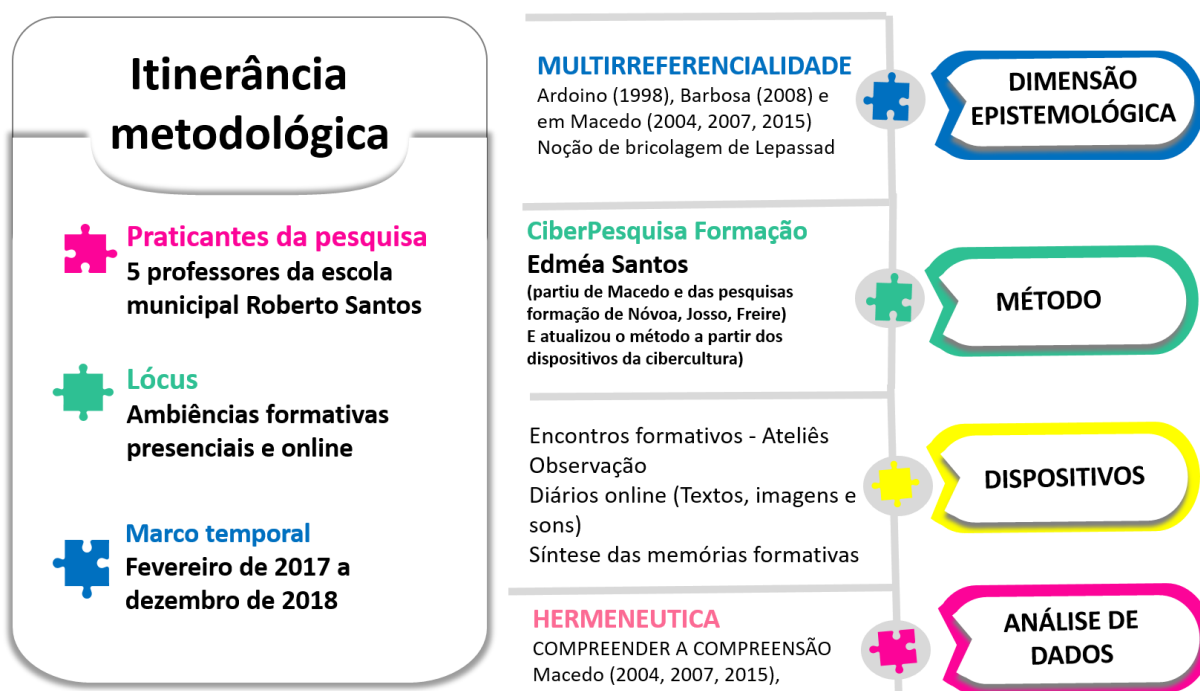 Itinerância
metodológica
Praticantes da pesquisa
5 professores da escola
municipal Roberto Santos
Lócus
Ambiências formativas
presenciais e online
Marco temporal
Fevereiro de 2017 a
dezembro de 2018
MULTIRREFERENCIALIDADE
Ardoino (1998), Barbosa (2008) e
em Macedo (2004, 2007, 2015)
Noção de bricolagem de Lepassad
DIMENSÃO
EPISTEMOLÓGICA
CiberPesquisa Formação
Edméa Santos
(partiu de Macedo e das pesquisas
formação de Nóvoa, Josso, Freire)
E atualizou o método a partir dos
dispositivos da cibercultura)
MÉTODO
Encontros formativos - Ateliês
Observação
Diários online (Textos, imagens e
sons)
Síntese das memórias formativas
DISPOSITIVOS
HERMENEUTICA
COMPREENDER A COMPREENSÃO
Macedo (2004, 2007, 2015),
ANÁLISE DE
DADOS